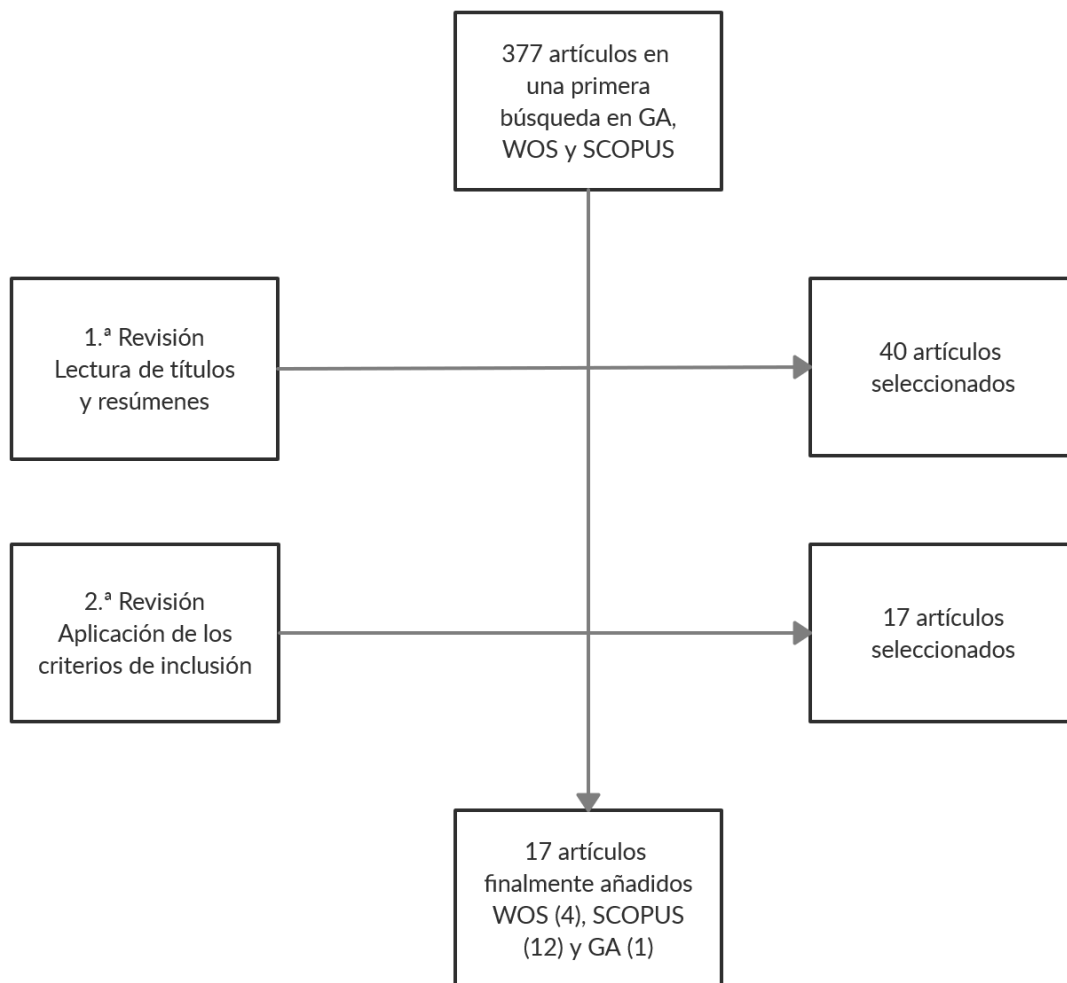 377 artículos en
una primera
búsqueda en GA,
WOS y SCOPUS
1.ª Revisión
Lectura de títulos
y resúmenes
40 artículos
seleccionados
2.ª Revisión
Aplicación de los
criterios de inclusión
17 artículos
seleccionados
17 artículos
finalmente añadidos
WOS (4), SCOPUS
(12) y GA (1)